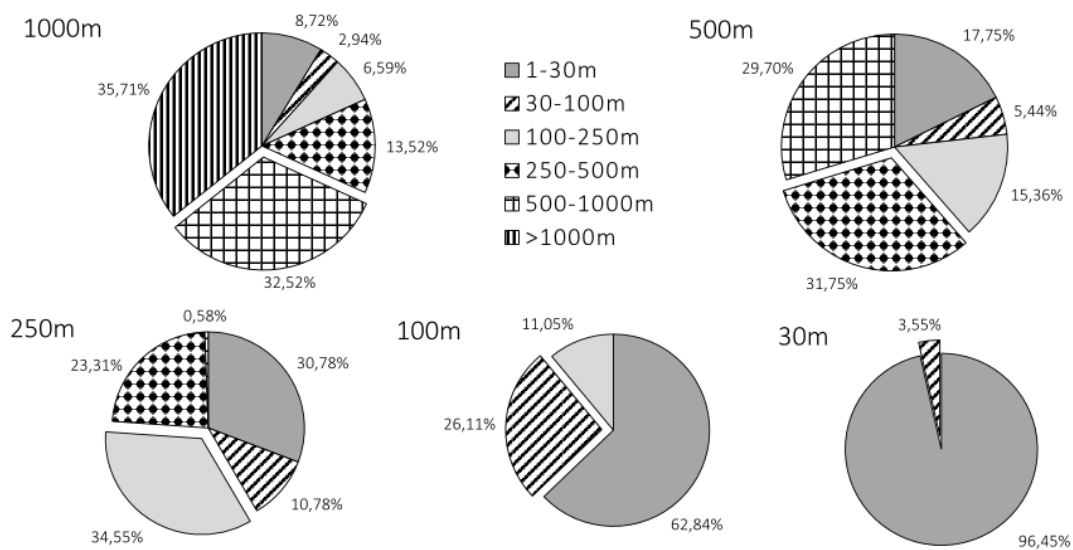 1000m
8,72%
2,94%
6,59%
13,52%
32,52%
35,71%
1-30m
30-100m
100-250m
250-500m
500-1000m
>1000m
500m
17,75%
5,44%
15,36%
31,75%
29,70%
250m
0,58%
30,78%
10,78%
34,55%
23,31%
100m
11,05%
26,11%
62,84%
30m
3,55%
96,45%